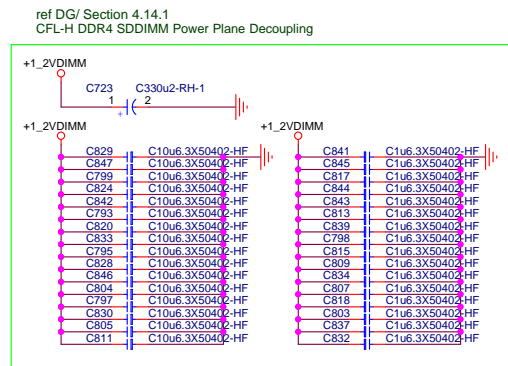 ref DG/ Section 4.14.1
CFL-H DDR4 SDDIMM Power Plane Decoupling
+1_2VDIMM
C723 C330u2-RH-1
1 2
+
+1_2VDIMM +1_2VDIMM
C829 C10u6.3X50402-HF C841 C1u6.3X50402-HF
C847 C10u6.3X50402-HF C845 C1u6.3X50402-HF
C799 C10u6.3X50402-HF C817 C1u6.3X50402-HF
C824 C10u6.3X50402-HF C844 C1u6.3X50402-HF
C842 C10u6.3X50402-HF C843 C1u6.3X50402-HF
C793 C10u6.3X50402-HF C813 C1u6.3X50402-HF
C820 C10u6.3X50402-HF C839 C1u6.3X50402-HF
C833 C10u6.3X50402-HF C798 C1u6.3X50402-HF
C795 C10u6.3X50402-HF C815 C1u6.3X50402-HF
C828 C10u6.3X50402-HF C809 C1u6.3X50402-HF
C846 C10u6.3X50402-HF C834 C1u6.3X50402-HF
C804 C10u6.3X50402-HF C807 C1u6.3X50402-HF
C797 C10u6.3X50402-HF C818 C1u6.3X50402-HF
C830 C10u6.3X50402-HF C803 C1u6.3X50402-HF
C805 C10u6.3X50402-HF C837 C1u6.3X50402-HF
C811 C10u6.3X50402-HF C832 C1u6.3X50402-HF